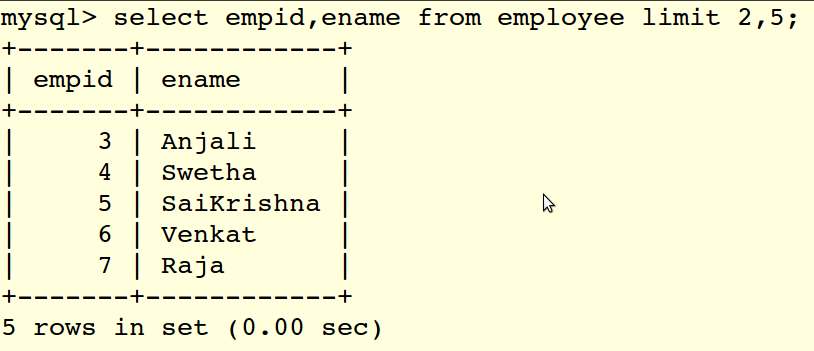 mysql> select empid,ename from employee limit 2,5;
+-------+------------+
| empid | ename      |
+-------+------------+
|     3 | Anjali     |
|     4 | Swetha     |
|     5 | SaiKrishna |
|     6 | Venkat     |
|     7 | Raja       |
+-------+------------+
5 rows in set (0.00 sec)